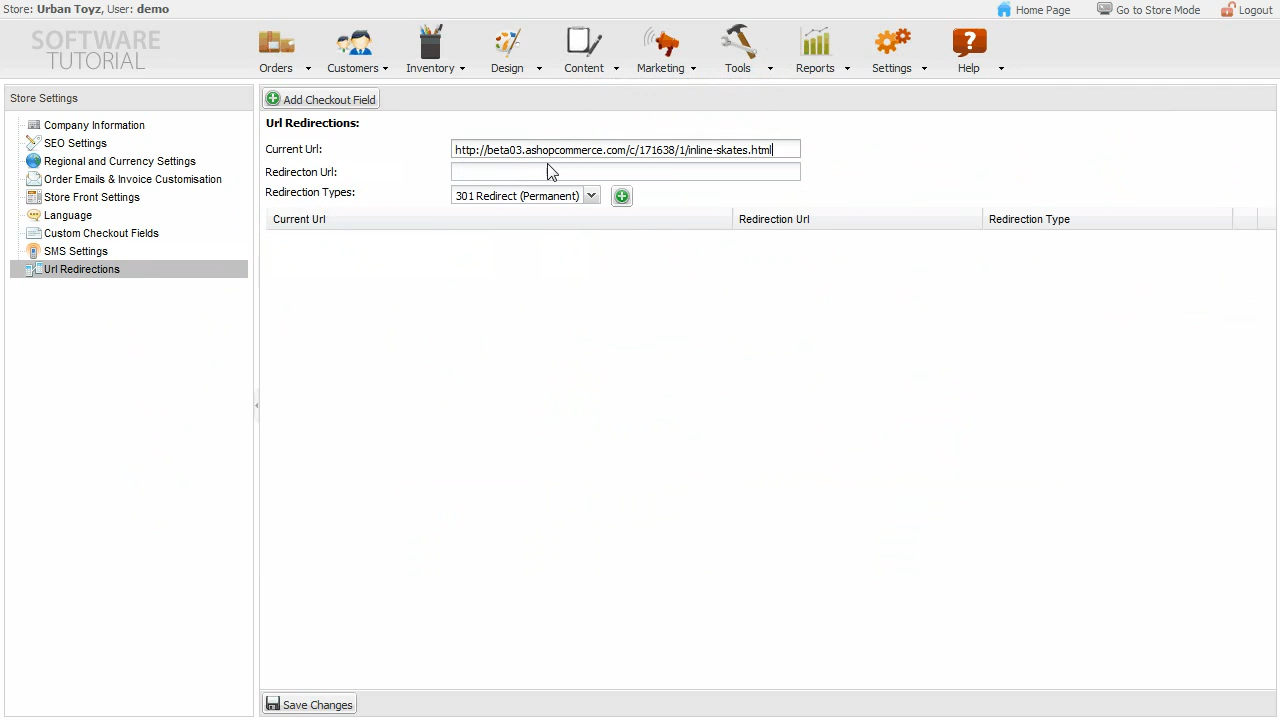 Store: Urban Toyz, User: demo
Home Page
Go to Store Mode
Logout
SOFTWARE
TUTORIAL
Orders
Customers
Inventory
Design
Content
Marketing
Tools
Reports
Settings
Help
Store Settings
Company Information
SEO Settings
Regional and Currency Settings
Order Emails & Invoice Customisation
Store Front Settings
Language
Custom Checkout Fields
SMS Settings
Url Redirections
Add Checkout Field
Url Redirections:
Current Url:
http://beta03.ashopcommerce.com/c/171638/1/inline-skates.html
Redirecton Url:
Redirection Types:
301 Redirect (Permanent)
Current Url
Redirection Url
Redirection Type
Save Changes